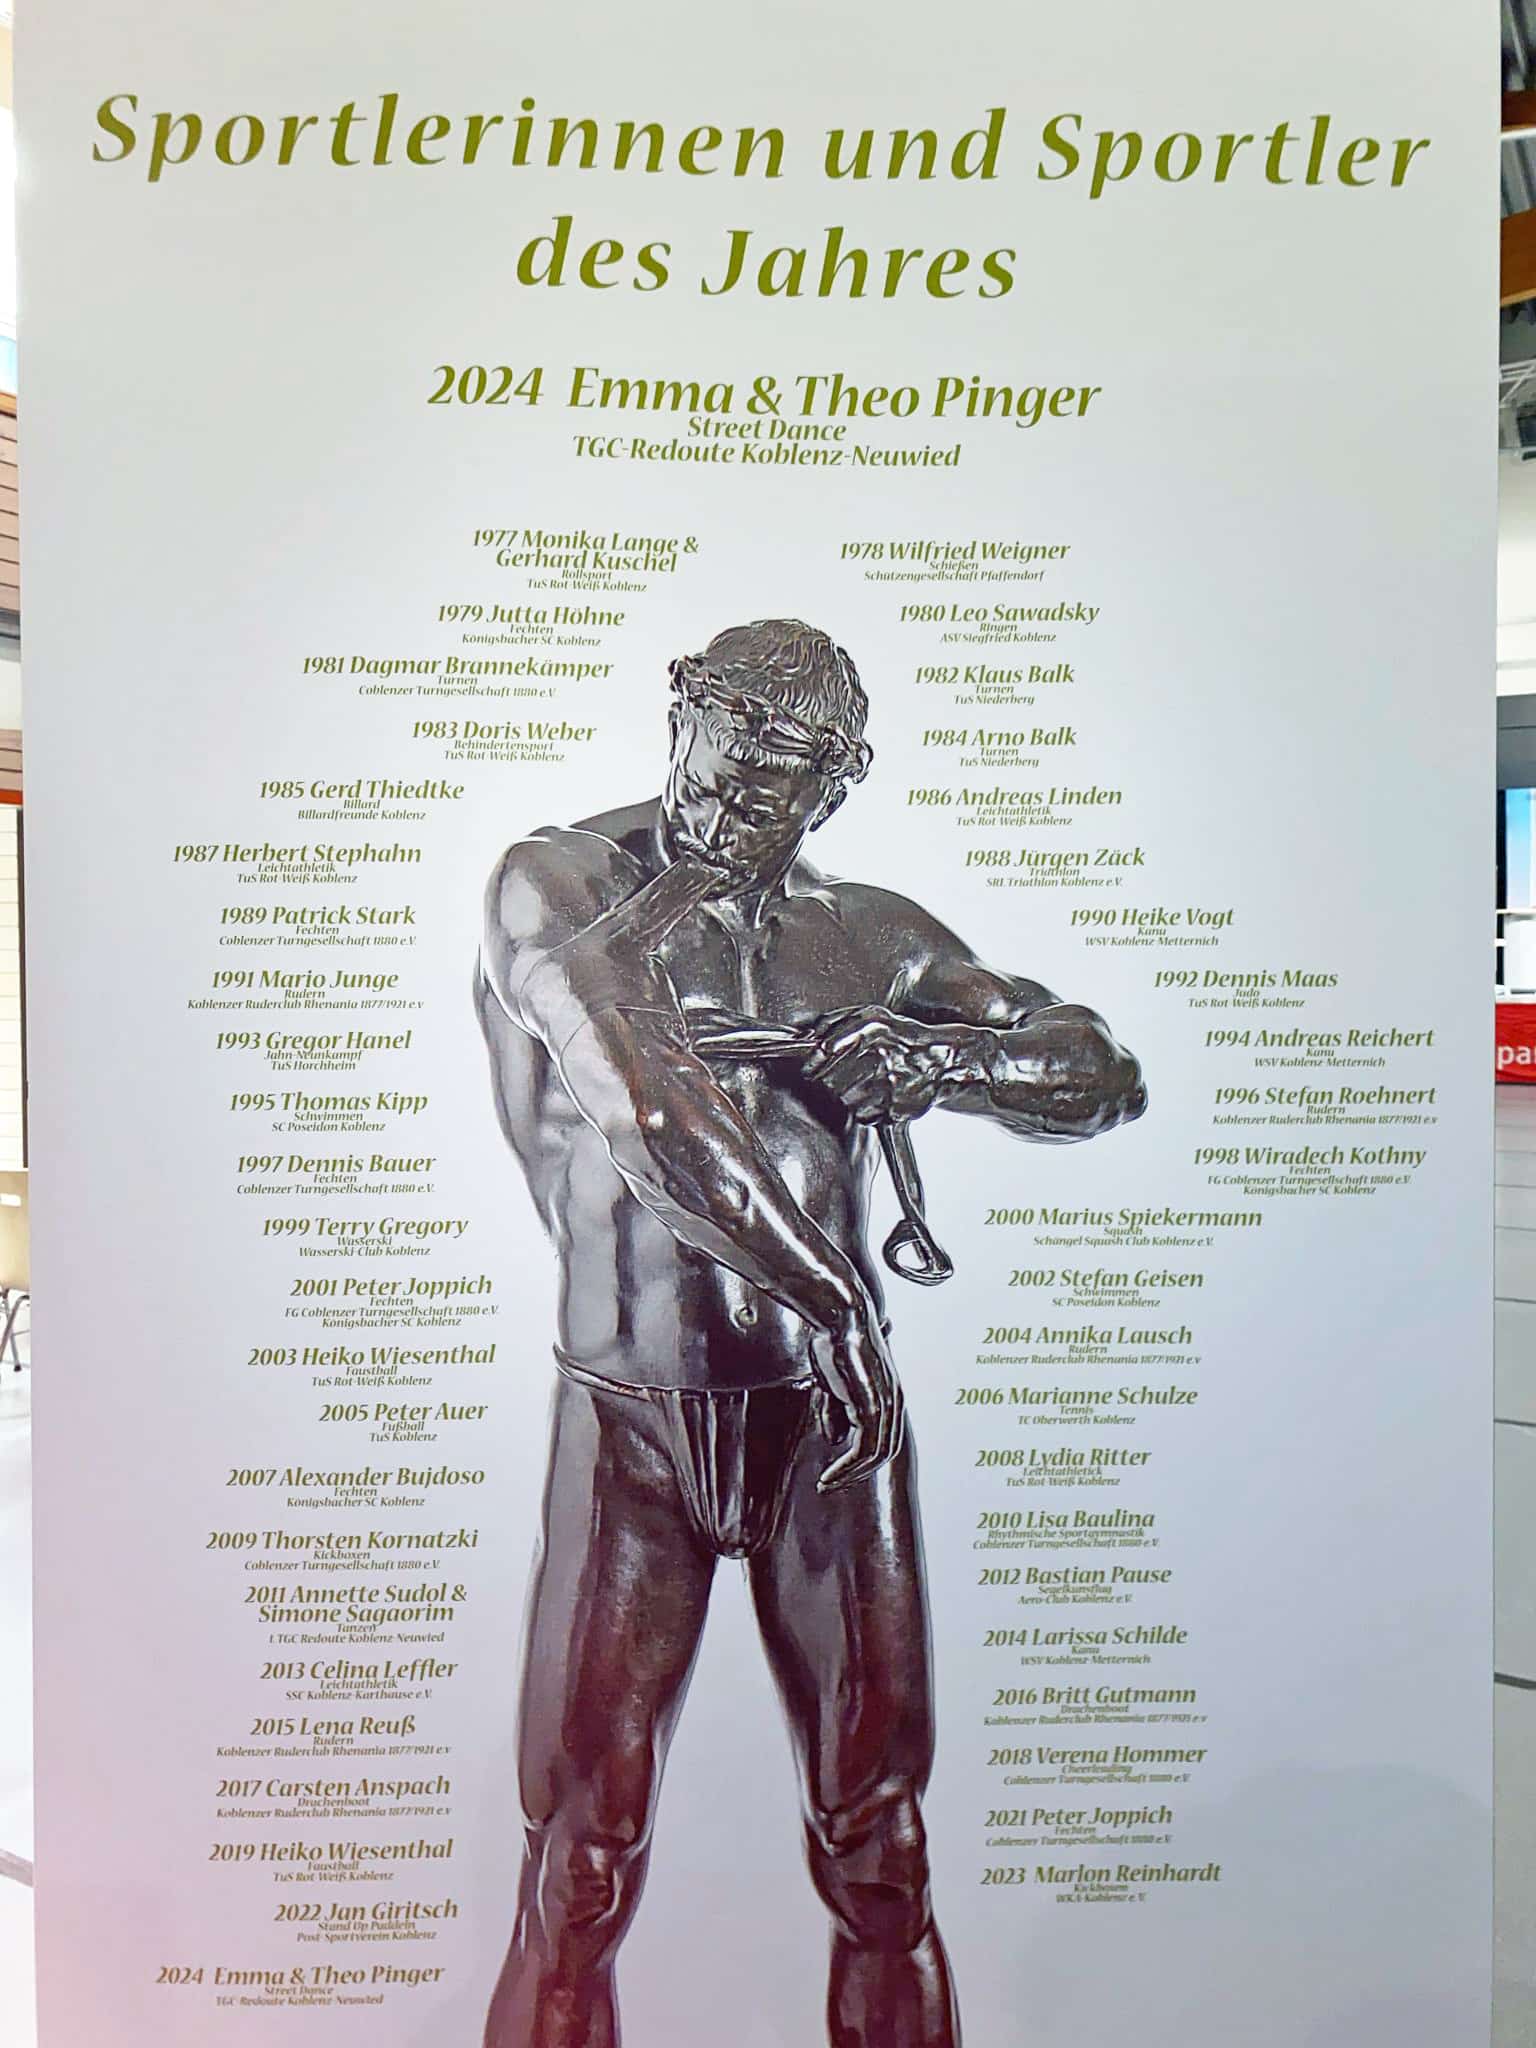 Sportlerinnen und Sportler
des Jahres
2024 Emma & Theo Pinger
Street Dance
TGC-Redoute Koblenz-Neuwied
1977 Monika Lange &
Gerhard Kuschel
Rollsport
TuS Rot-Weiß Koblenz
1978 Wilfried Weigner
Schießen
Schützengesellschaft Pfaffendorf
1979 Jutta Höhne
Fechten
Königsbacher SC Koblenz
1980 Leo Sawadsky
Ringen
ASV Siegfried Koblenz
1981 Dagmar Brannekämper
Turnen
Coblenzer Turngesellschaft 1880 e.V.
1982 Klaus Balk
Turnen
TuS Niederberg
1983 Doris Weber
Behindertensport
TuS Rot-Weiß Koblenz
1984 Arno Balk
Turnen
TuS Niederberg
1985 Gerd Thiedtke
Billard
Billardfreunde Koblenz
1986 Andreas Linden
Leichtathletik
TuS Rot-Weiß Koblenz
1987 Herbert Stephahn
Leichtathletik
TuS Rot-Weiß Koblenz
1988 Jürgen Zäck
Triathlon
SRL Triathlon Koblenz e.V.
1989 Patrick Stark
Fechten
Coblenzer Turngesellschaft 1880 e.V.
1990 Heike Vogt
Kanu
WSV Koblenz-Metternich
1991 Mario Junge
Rudern
Koblenzer Ruderclub Rhenania 1877/1921 e.v
1992 Dennis Maas
Judo
TuS Rot-Weiß Koblenz
1993 Gregor Hanel
Jahn-Neunkampf
TuS Horchheim
1994 Andreas Reichert
Kanu
WSV Koblenz-Metternich
1995 Thomas Kipp
Schwimmen
SC Poseidon Koblenz
1996 Stefan Roehnert
Rudern
Koblenzer Ruderclub Rhenania 1877/1921 e.v
1997 Dennis Bauer
Fechten
Coblenzer Turngesellschaft 1880 e.V.
1998 Wiradech Kothny
Fechten
FG Coblenzer Turngesellschaft 1880 e.V.
Königsbacher SC Koblenz
1999 Terry Gregory
Wasserski
Wasserski-Club Koblenz
2000 Marius Spiekermann
Squash
Schängel Squash Club Koblenz e.V.
2001 Peter Joppich
Fechten
FG Coblenzer Turngesellschaft 1880 e.V.
Königsbacher SC Koblenz
2002 Stefan Geisen
Schwimmen
SC Poseidon Koblenz
2003 Heiko Wiesenthal
Faustball
TuS Rot-Weiß Koblenz
2004 Annika Lausch
Rudern
Koblenzer Ruderclub Rhenania 1877/1921 e.v
2005 Peter Auer
Fußball
TuS Koblenz
2006 Marianne Schulze
Tennis
TC Oberwerth Koblenz
2007 Alexander Bujdoso
Fechten
Königsbacher SC Koblenz
2008 Lydia Ritter
Leichtathletick
TuS Rot-Weiß Koblenz
2009 Thorsten Kornatzki
Kickboxen
Coblenzer Turngesellschaft 1880 e.V.
2010 Lisa Baulina
Rhythmische Sportgymnastik
Coblenzer Turngesellschaft 1880 e.V.
2011 Annette Sudol &
Simone Sagaorim
Tanzen
1. TGC Redoute Koblenz-Neuwied
2012 Bastian Pause
Segelkunstflug
Aero-Club Koblenz e.V.
2013 Celina Leffler
Leichtathletik
SSC Koblenz-Karthause e.V.
2014 Larissa Schilde
Kanu
WSV Koblenz-Metternich
2015 Lena Reuß
Rudern
Koblenzer Ruderclub Rhenania 1877/1921 e.v
2016 Britt Gutmann
Drachenboot
Koblenzer Ruderclub Rhenania 1877/1921 e.v
2017 Carsten Anspach
Drachenboot
Koblenzer Ruderclub Rhenania 1877/1921 e.v
2018 Verena Hommer
Cheerleading
Coblenzer Turngesellschaft 1880 e.V.
2019 Heiko Wiesenthal
Faustball
TuS Rot-Weiß Koblenz
2021 Peter Joppich
Fechten
Coblenzer Turngesellschaft 1880 e.V.
2022 Jan Giritsch
Stand Up Paddeln
Post-Sportverein Koblenz
2023 Marlon Reinhardt
Kickboxen
WKA-Koblenz e.V.
2024 Emma & Theo Pinger
Street Dance
TGC-Redoute Koblenz-Neuwied